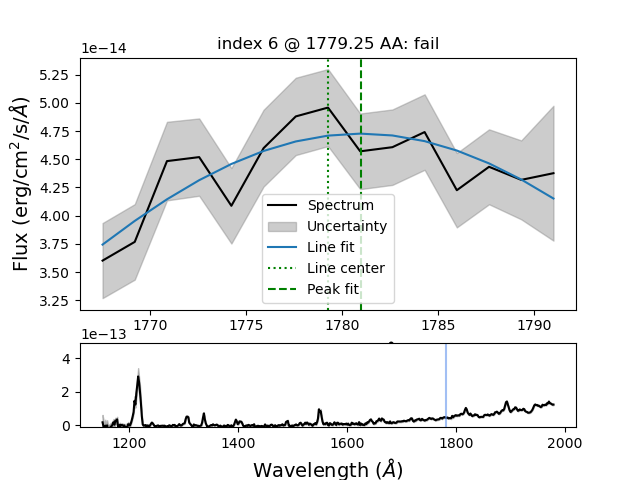 index 6 @ 1779.25 AA: fail
1e−14
5.25
5.00
4.75
4.50
4.25
4.00
3.75
3.50
3.25
Flux (erg/cm²/s/Å)
Spectrum
Uncertainty
Line fit
Line center
Peak fit
1770
1775
1780
1785
1790
1e−13
4
2
0
1200
1400
1600
1800
2000
Wavelength (Å)